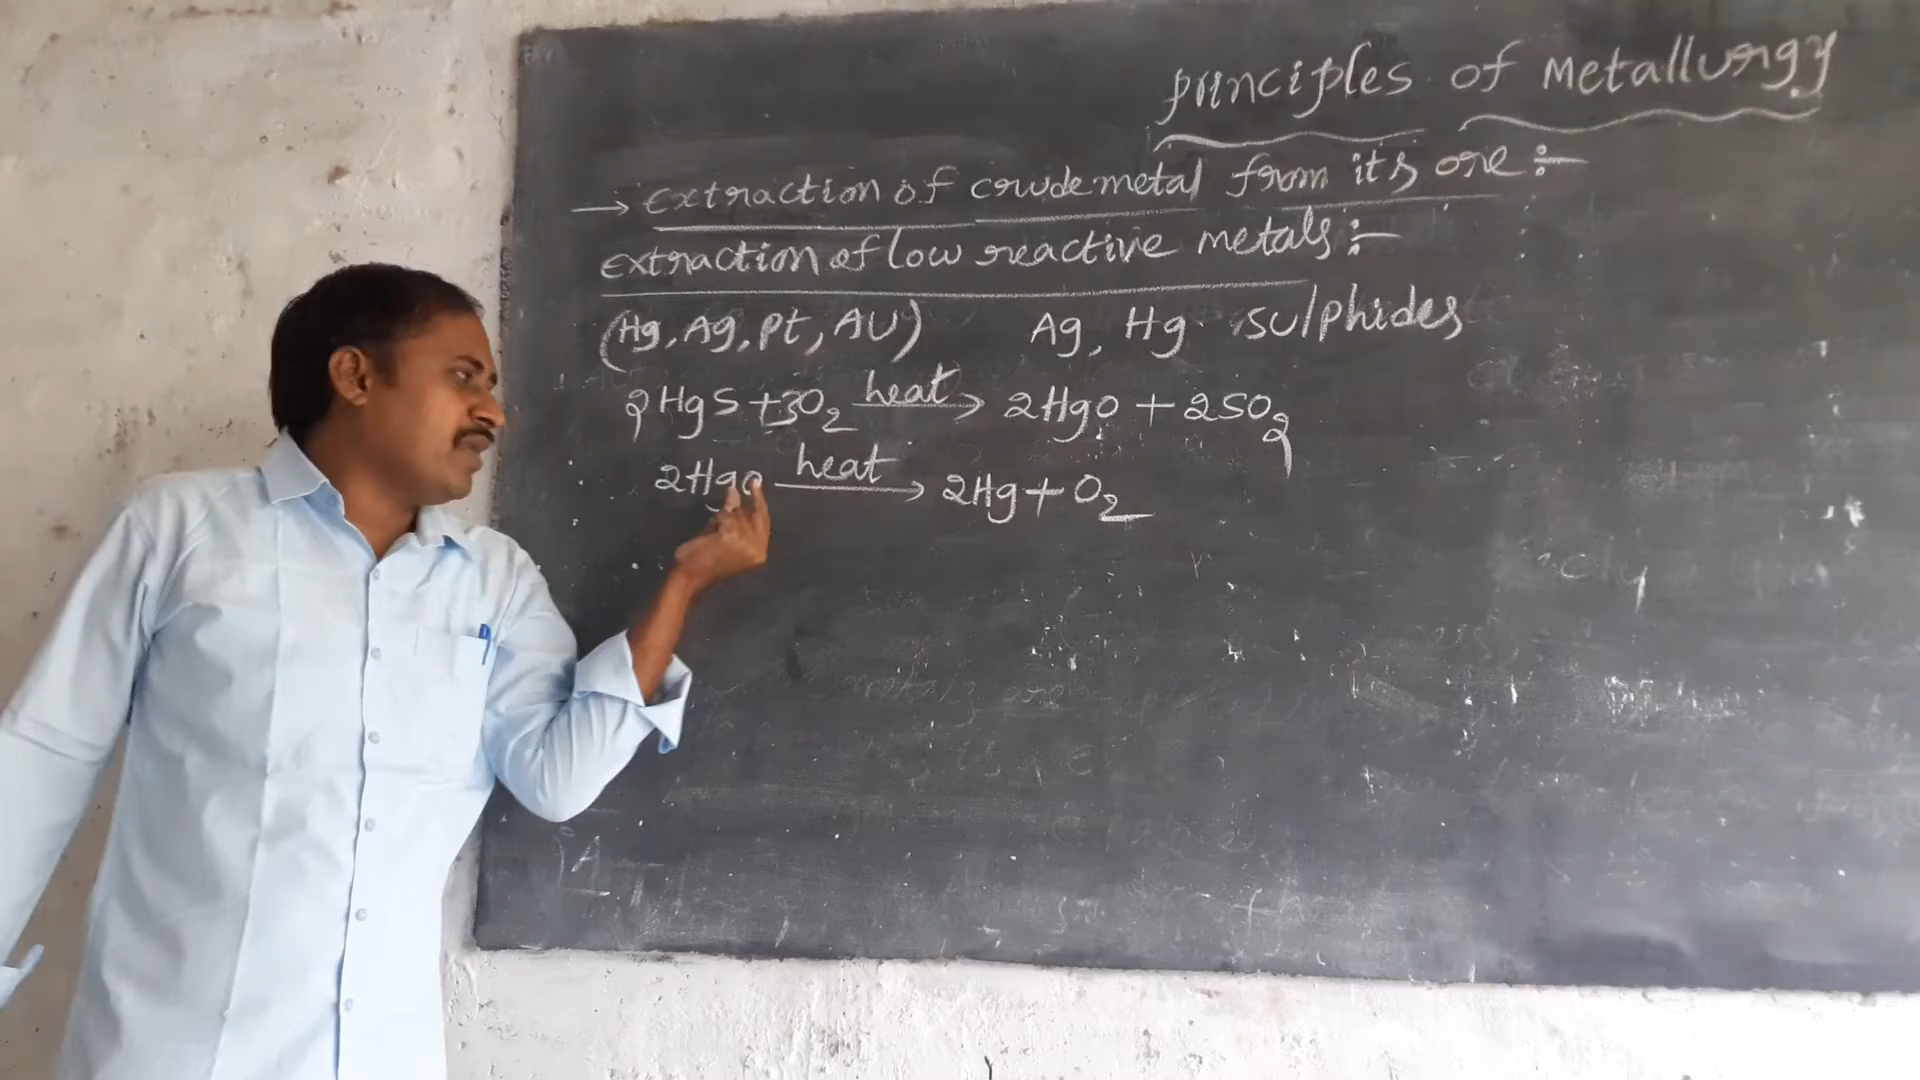 principles of Metallurgy
→ extraction of crude metal from its ore :-
extraction of low reactive metals :-
(Hg, Ag, Pt, AU) Ag, Hg sulphides
2HgS + 3O₂ heat → 2HgO + 2SO₂
2HgO heat → 2Hg + O₂